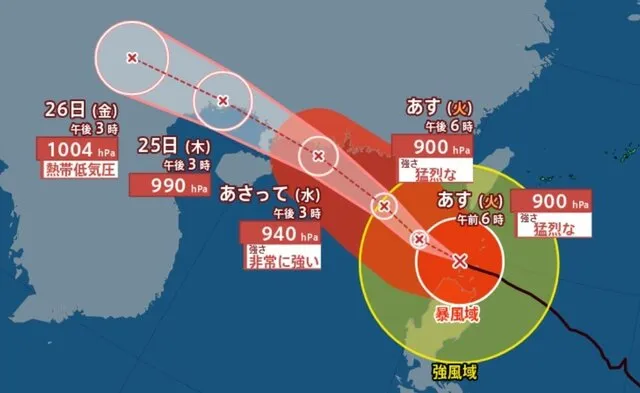 26日(金)
午後3時
1004 hPa
熱帯低気圧
25日(木)
午後3時
990 hPa
あさって(水)
午後3時
940 hPa
強さ
非常に強い
あす(火)
午後6時
900 hPa
強さ
猛烈な
あす(火)
午前6時
900 hPa
強さ
猛烈な
暴風域
強風域